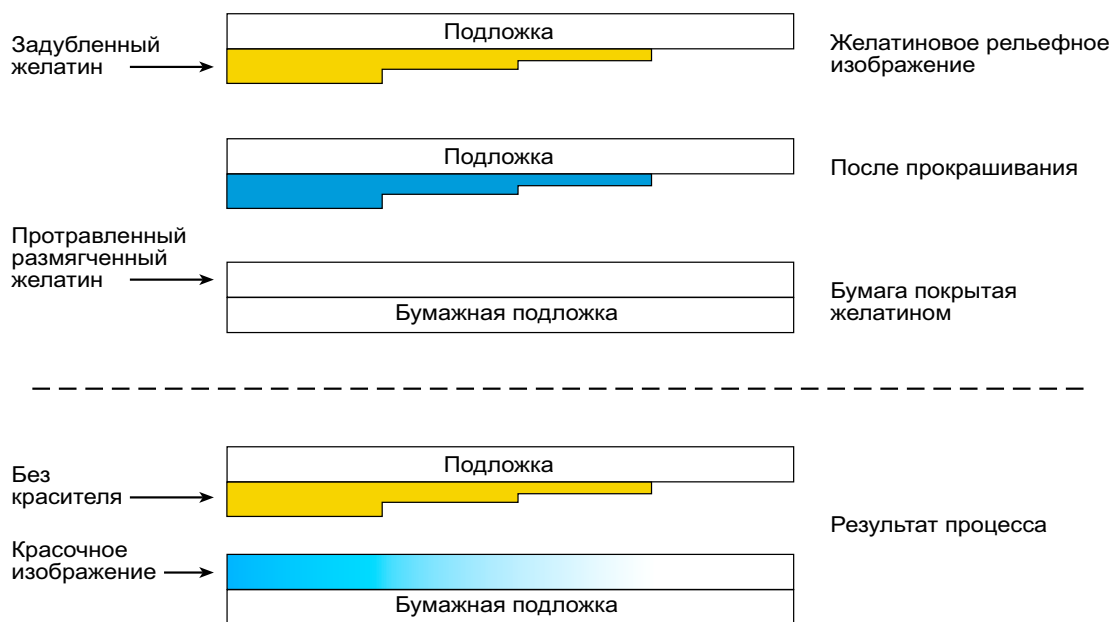 Подложка
Задубленный
желатин
Желатиновое рельефное
изображение
Подложка
После прокрашивания
Протравленный
размягченный
желатин
Бумажная подложка
Бумага покрытая
желатином
Подложка
Без
красителя
Результат процесса
Красочное
изображение
Бумажная подложка